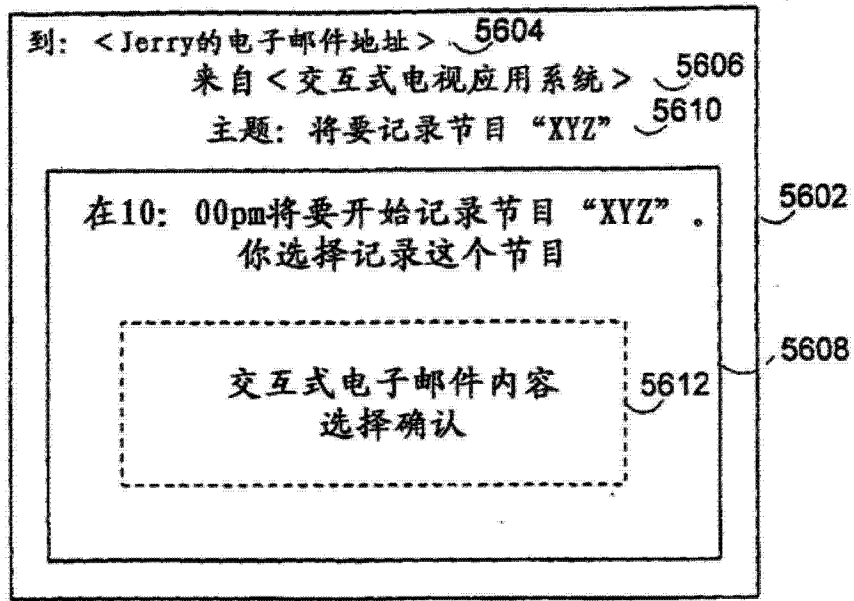 到：<Jerry的电子邮件地址> 5604
来自<交互式电视应用系统> 5606
主题：将要记录节目“XYZ” 5610
5602
在10：00pm将要开始记录节目“XYZ”。
你选择记录这个节目
5608
交互式电子邮件内容
5612
选择确认